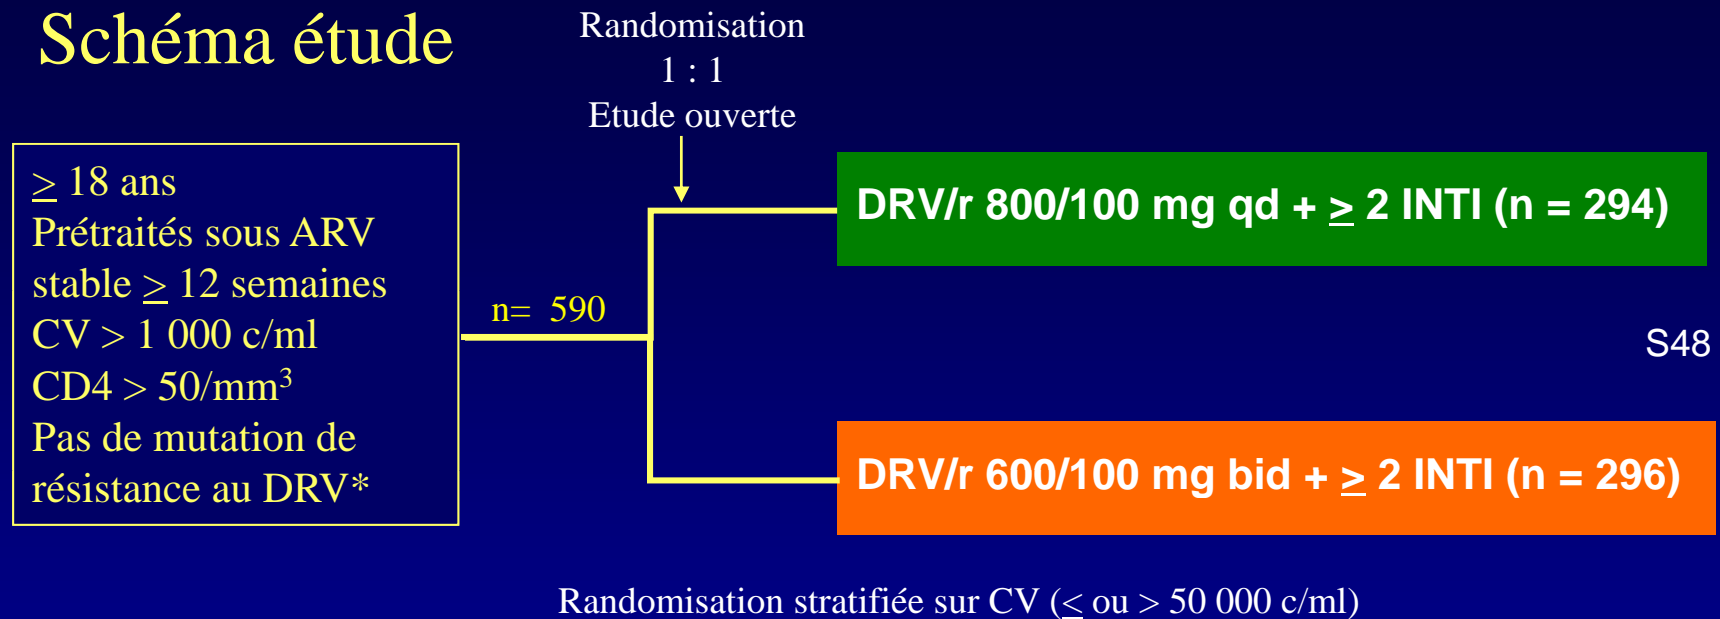 Schéma étude
Randomisation
1 : 1
Etude ouverte
≥ 18 ans
Prétraités sous ARV
stable ≥ 12 semaines
CV > 1 000 c/ml
CD4 > 50/mm³
Pas de mutation de
résistance au DRV*
n= 590
DRV/r 800/100 mg qd + ≥ 2 INTI (n = 294)
S48
DRV/r 600/100 mg bid + ≥ 2 INTI (n = 296)
Randomisation stratifiée sur CV (≤ ou > 50 000 c/ml)